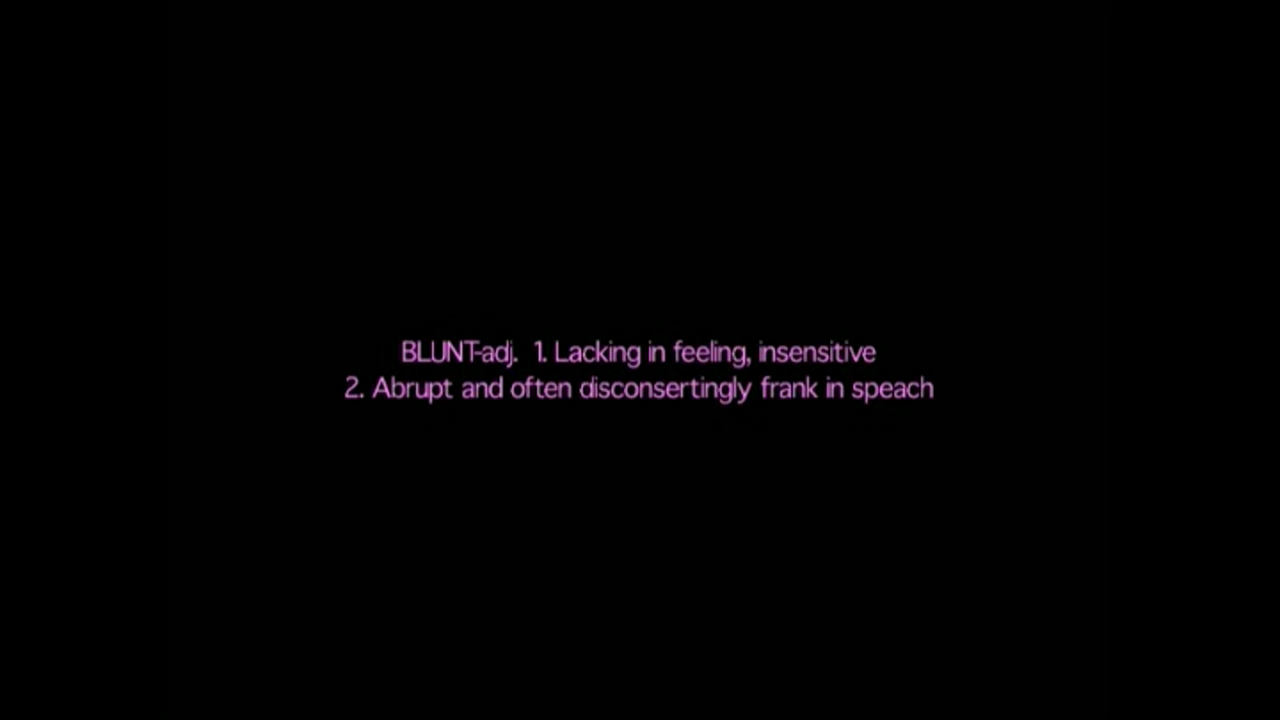 BLUNT-adj.  1. Lacking in feeling, insensitive
2. Abrupt and often disconsertingly frank in speach